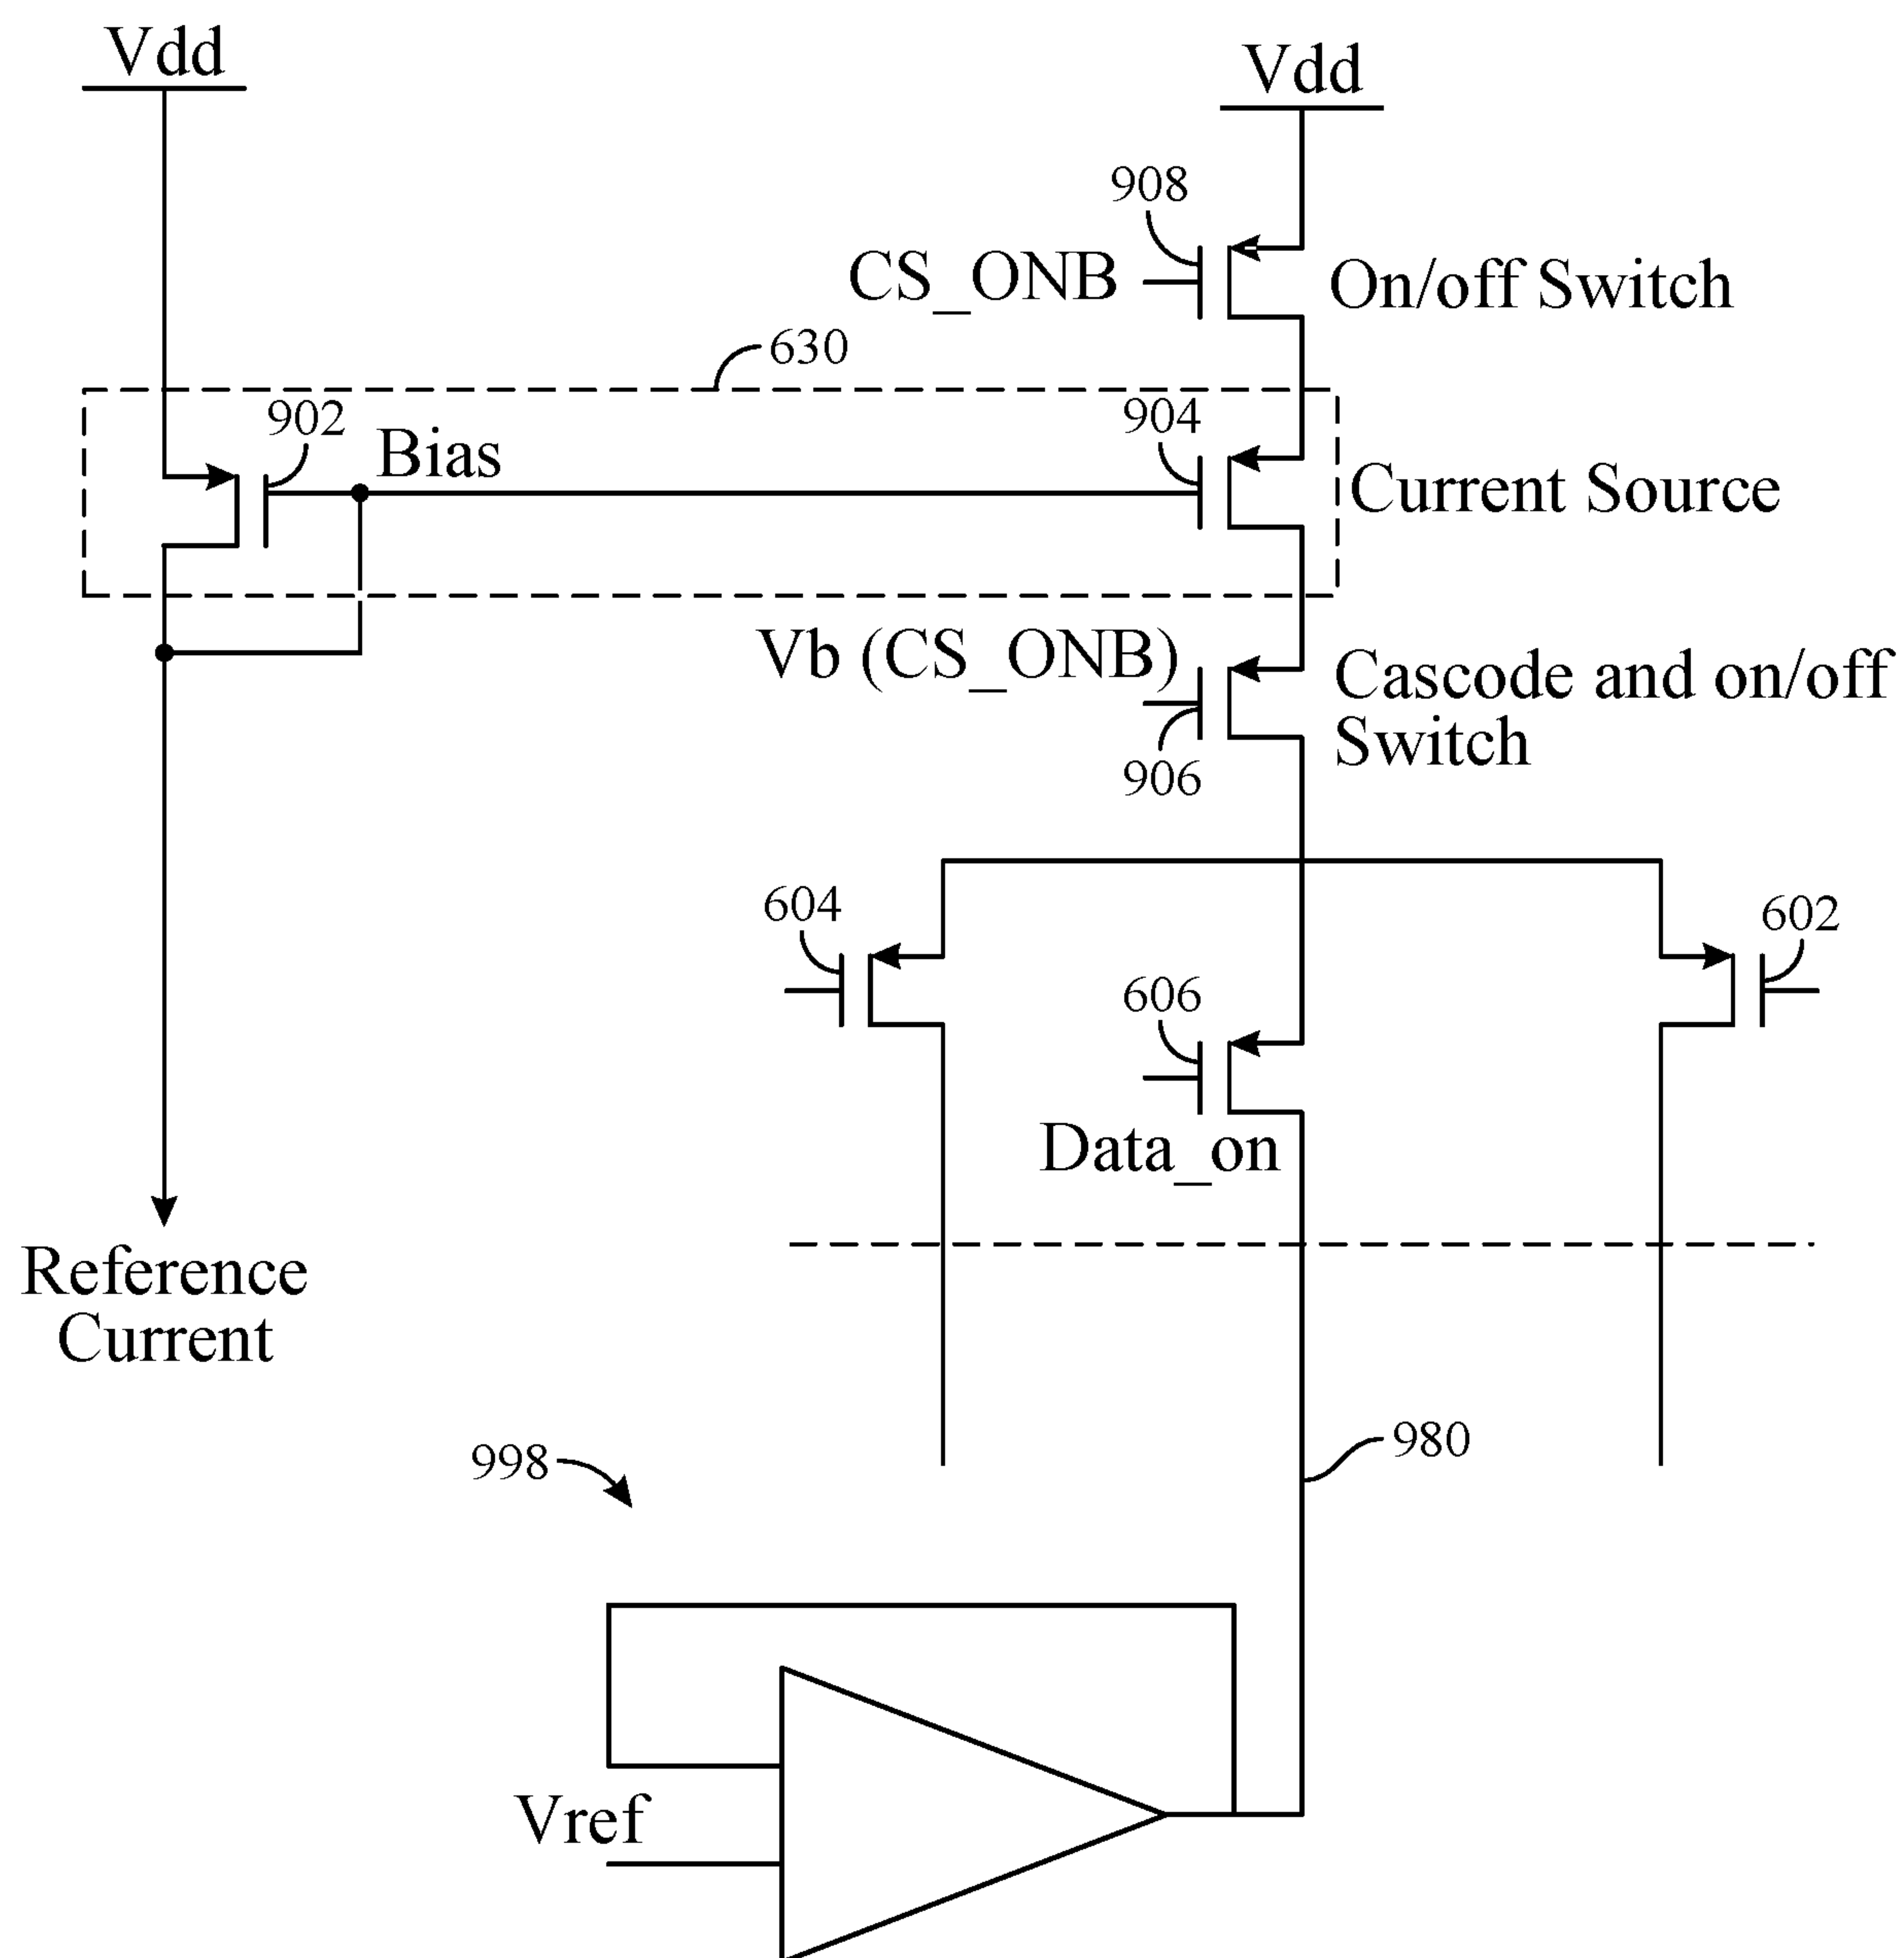 Vdd
Vdd
908
CS_ONB
On/off Switch
630
902
Bias
904
Current Source
Vb (CS_ONB)
Cascode and on/off
Switch
906
604
602
606
Data_on
Reference
Current
998
980
Vref